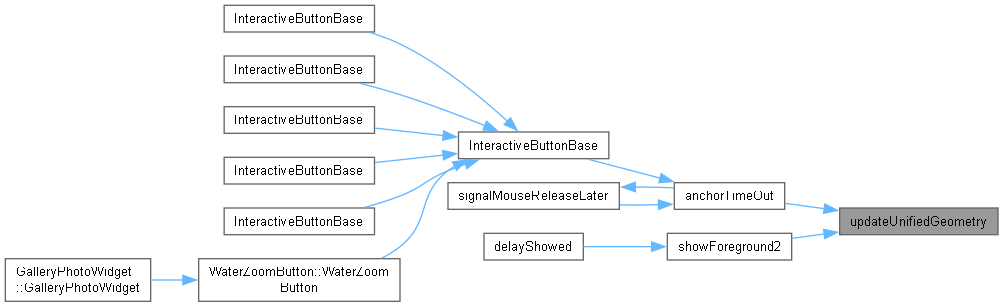 InteractiveButtonBase
InteractiveButtonBase
InteractiveButtonBase
InteractiveButtonBase
InteractiveButtonBase
InteractiveButtonBase
signalMouseReleaseLater
anchorTimeOut
updateUnifiedGeometry
delayShowed
showForeground2
GalleryPhotoWidget
::GalleryPhotoWidget
WaterZoomButton::WaterZoom
Button